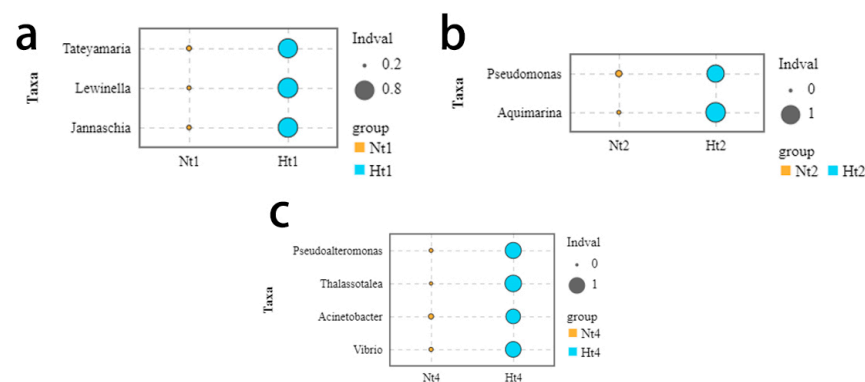 a
Taxa
Tateyamaria
Lewinella
Jannaschia
Nt1 Ht1
Indval
0.2
0.8
group
Nt1
Ht1
b
Taxa
Pseudomonas
Aquimarina
Nt2 Ht2
Indval
0
1
group
Nt2 Ht2
c
Taxa
Pseudoalteromonas
Thalassotalea
Acinetobacter
Vibrio
Nt4 Ht4
Indval
0
1
group
Nt4
Ht4